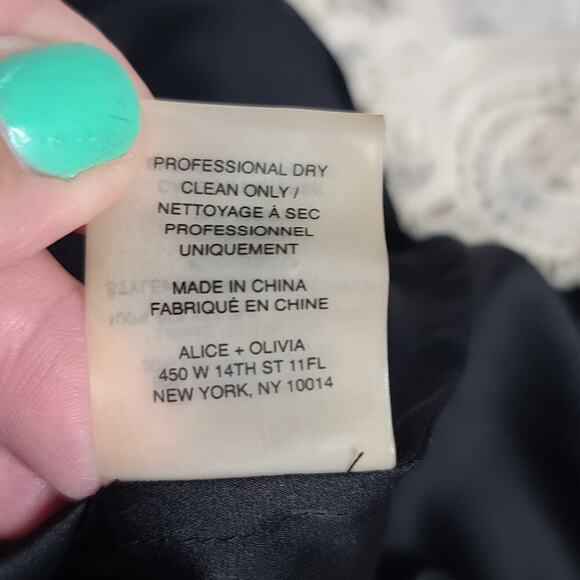 PROFESSIONAL DRY
CLEAN ONLY /
NETTOYAGE Á SEC
PROFESSIONNEL
UNIQUEMENT
MADE IN CHINA
FABRIQUÉ EN CHINE
ALICE + OLIVIA
450 W 14TH ST 11FL
NEW YORK, NY 10014